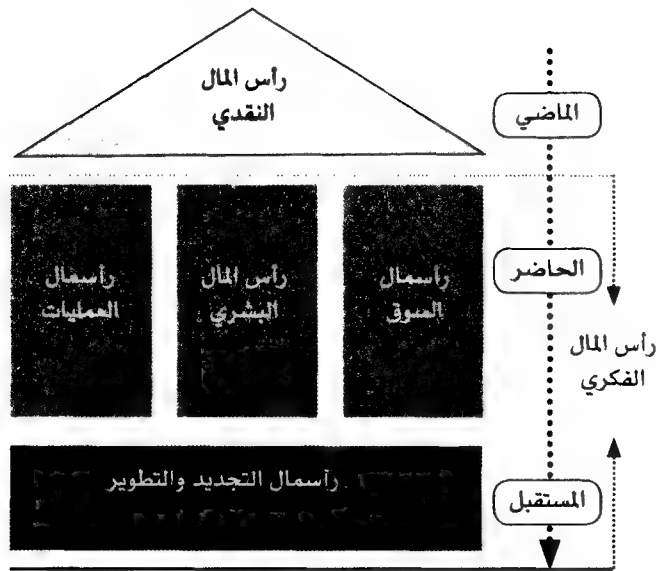 رأس المال
النقدي
الماضي
رأسمال
السوق
رأس المال
البشري
رأسمال
العمليات
الحاضر
رأس المال
الفكري
رأسمال التجديد والتطوير
المستقبل